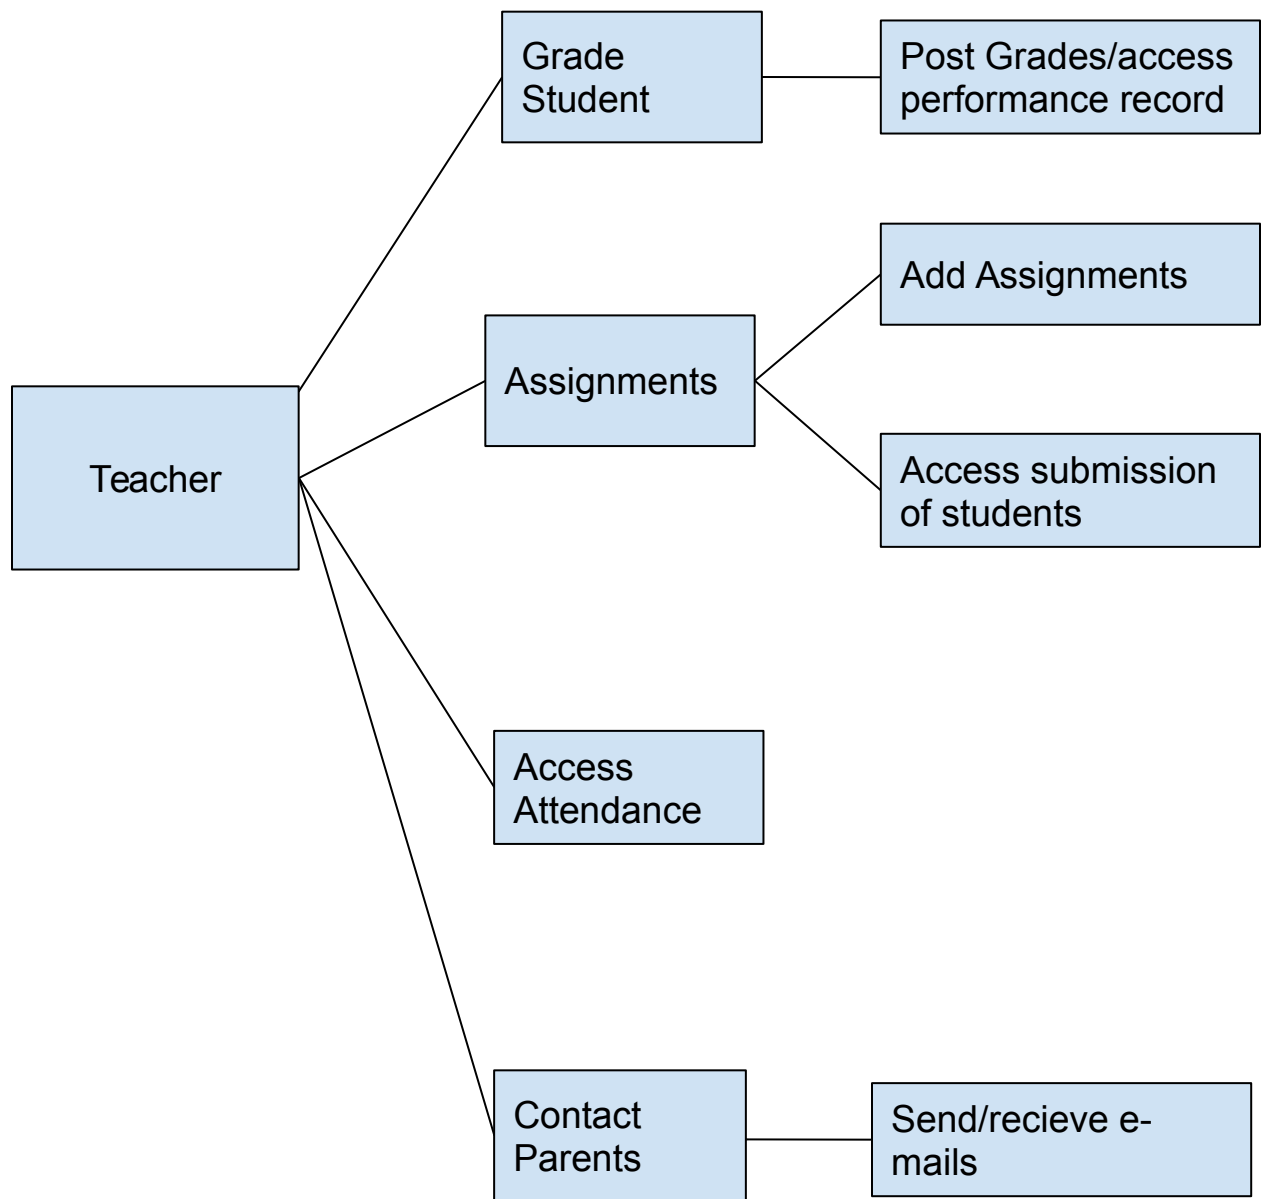 Grade
Student
Post Grades/access
performance record
Add Assignments
Assignments
Teacher
Access submission
of students
Access
Attendance
Contact
Parents
Send/recieve e-
mails